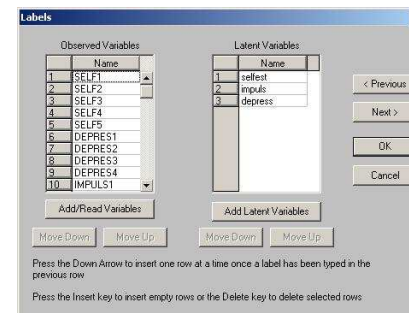 Labels
Observed Variables
Name
1 SELF1
2 SELF2
3 SELF3
4 SELF4
5 SELF5
6 DEPRES1
7 DEPRES2
8 DEPRES3
9 DEPRES4
10 IMPULS1
Add/Read Variables
Move Down Move Up
Latent Variables
Name
1 selfest
2 impuls
3 depress
Add Latent Variables
Move Down Move Up
< Previous
Next >
OK
Cancel
Press the Down Arrow to insert one row at a time once a label has been typed in the
previous row
Press the Insert key to insert empty rows or the Delete key to delete selected rows